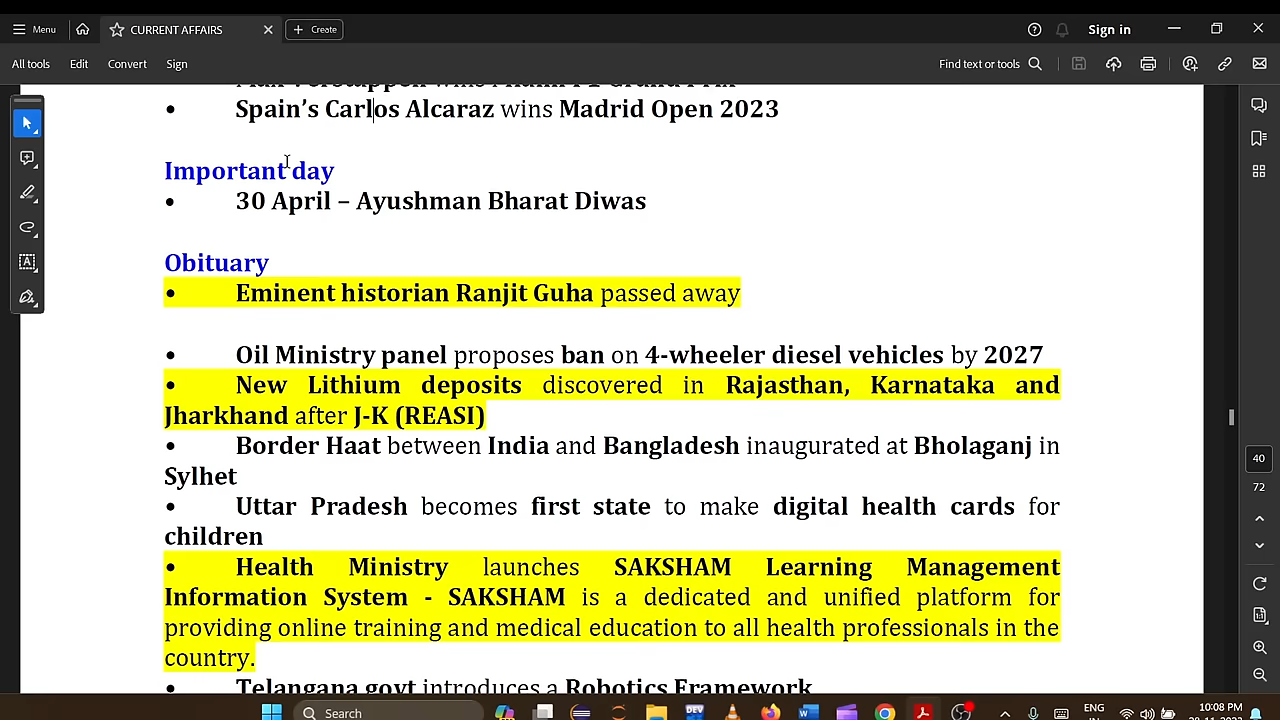 Menu
CURRENT AFFAIRS
Create
Sign in
All tools Edit Convert Sign
Find text or tools
• Spain’s Carlos Alcaraz wins Madrid Open 2023
Important day
• 30 April – Ayushman Bharat Diwas
Obituary
• Eminent historian Ranjit Guha passed away
• Oil Ministry panel proposes ban on 4-wheeler diesel vehicles by 2027
• New Lithium deposits discovered in Rajasthan, Karnataka and
Jharkhand after J-K (REASI)
• Border Haat between India and Bangladesh inaugurated at Bholaganj in
Sylhet
• Uttar Pradesh becomes first state to make digital health cards for
children
• Health Ministry launches SAKSHAM Learning Management
Information System - SAKSHAM is a dedicated and unified platform for
providing online training and medical education to all health professionals in the
country.
• Telangana govt introduces a Robotics Framework
40
72
Search
DEV
ENG
10:08 PM